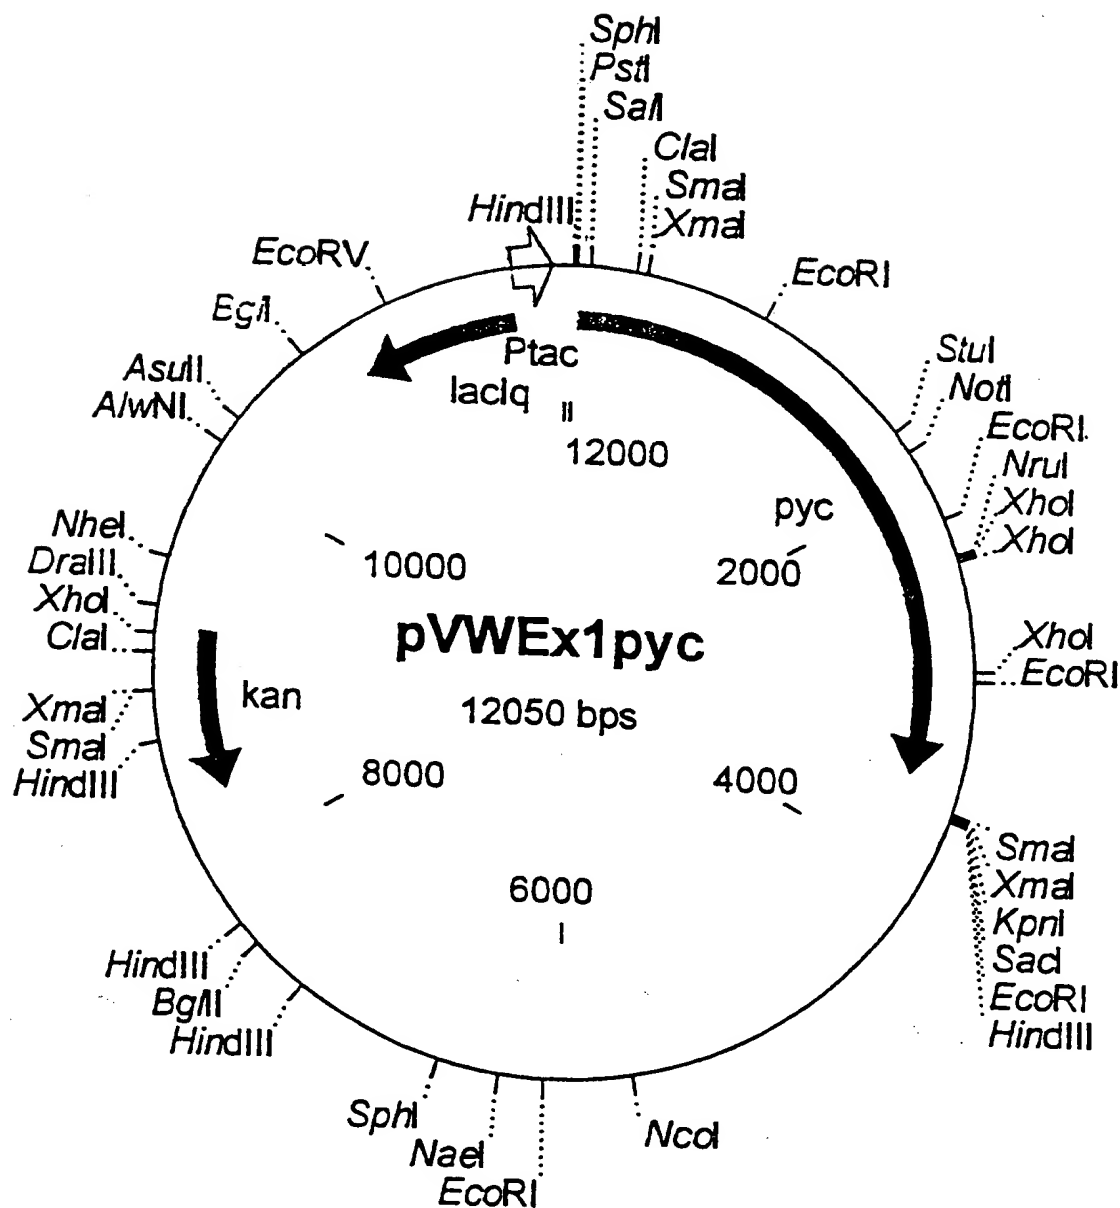 SphI
PstI
SalI
ClaI
SmaI
XmaI
HindIII
EcoRV
EcoRI
EglI
StuI
AsuII
NotI
AlwNI
Ptac
lacIq
EcoRI
NruI
12000
XhoI
XhoI
pyc
NheI
DraIII
10000
2000
XhoI
ClaI
pVWEx1pyc
XhoI
EcoRI
kan
XmaI
12050 bps
SmaI
HindIII
8000
4000
SmaI
XmaI
KpnI
SacI
EcoRI
HindIII
6000
HindIII
BglII
HindIII
SphI
NcoI
NaeI
EcoRI